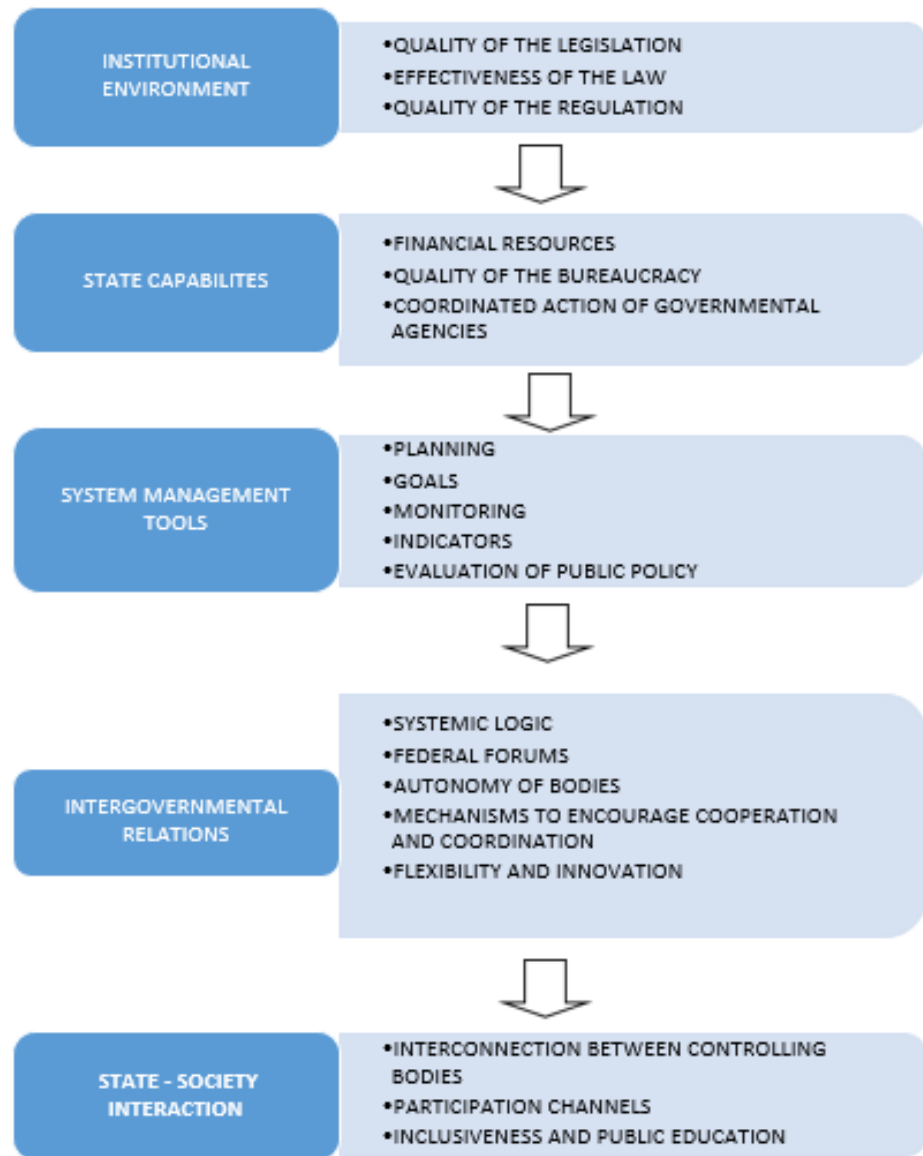 INSTITUTIONAL
ENVIRONMENT
•QUALITY OF THE LEGISLATION
•EFFECTIVENESS OF THE LAW
•QUALITY OF THE REGULATION
STATE CAPABILITES
•FINANCIAL RESOURCES
•QUALITY OF THE BUREAUCRACY
•COORDINATED ACTION OF GOVERNMENTAL
AGENCIES
SYSTEM MANAGEMENT
TOOLS
•PLANNING
•GOALS
•MONITORING
•INDICATORS
•EVALUATION OF PUBLIC POLICY
INTERGOVERNMENTAL
RELATIONS
•SYSTEMIC LOGIC
•FEDERAL FORUMS
•AUTONOMY OF BODIES
•MECHANISMS TO ENCOURAGE COOPERATION
AND COORDINATION
•FLEXIBILITY AND INNOVATION
STATE - SOCIETY
INTERACTION
•INTERCONNECTION BETWEEN CONTROLLING
BODIES
•PARTICIPATION CHANNELS
•INCLUSIVENESS AND PUBLIC EDUCATION